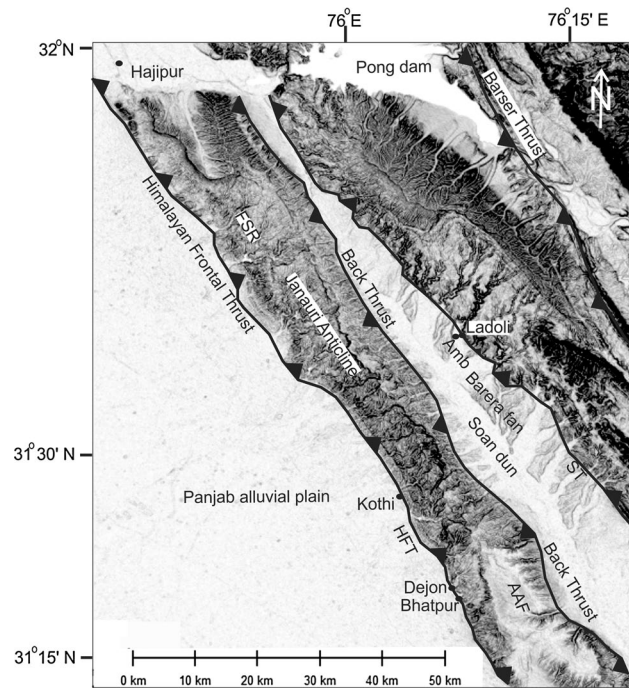 76°E
76°15' E
32°N
Hajipur
Pong dam
Barser Thrust
N
FSR
Himalayan Frontal Thrust
Janauri Anticline
Back Thrust
Ladoli
Amb Barera fan
Soan dun
ST
31°30' N
Panjab alluvial plain
Kothi
HFT
Dejon
Bhatpur
AAF
Back Thrust
31°15' N
0 km 10 km 20 km 30 km 40 km 50 km